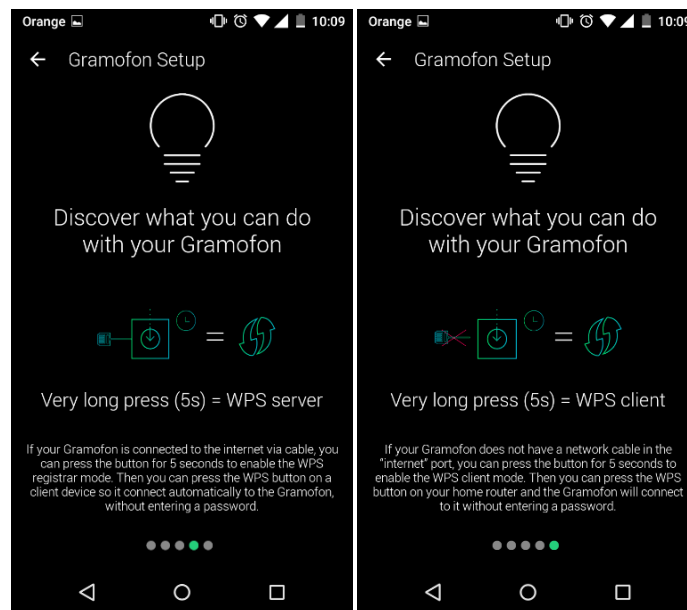 Orange
10:09
Gramofon Setup
Discover what you can do
with your Gramofon
Very long press (5s) = WPS server
If your Gramofon is connected to the internet via cable, you
can press the button for 5 seconds to enable the WPS
registrar mode. Then you can press the WPS button on a
client device so it connect automatically to the Gramofon,
without entering a password.
Orange
10:09
Gramofon Setup
Discover what you can do
with your Gramofon
Very long press (5s) = WPS client
If your Gramofon does not have a network cable in the
"internet" port, you can press the button for 5 seconds to
enable the WPS client mode. Then you can press the WPS
button on your home router and the Gramofon will connect
to it without entering a password.